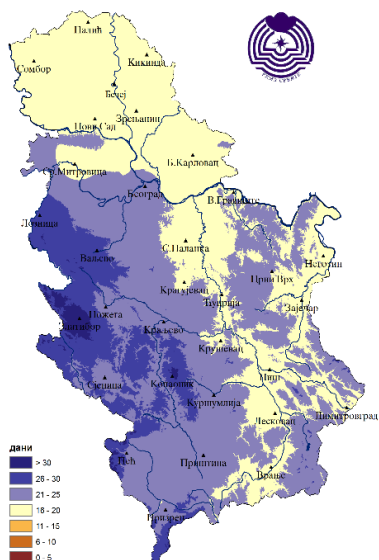 Палић
Сомбор
Кикинда
Бечеј
Зрењанин
Нови Сад
Б.Карловац
Ср.Митровица
Београд
В.Градиште
Лозница
Ваљево
С.Паланка
Неготин
Црни Врх
Крагујевац
Ћуприја
Зајечар
Пожега
Златибор
Краљево
Крушевац
Ниш
Сјеница
Копаоник
Куршумлија
Димитровград
Лесковац
Пећ
Приштина
Врање
Призрен
дани
> 30
26 - 30
21 - 25
16 - 20
11 - 15
6 - 10
0 - 5